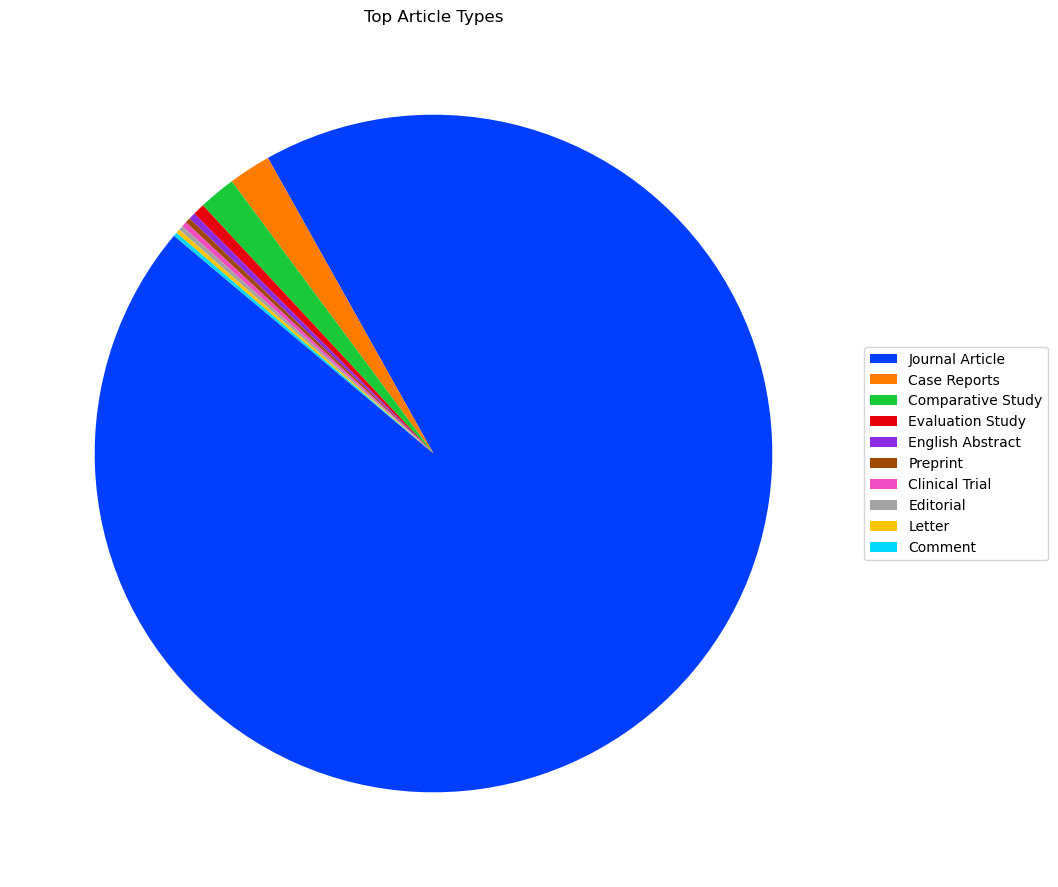 Top Article Types
Journal Article
Case Reports
Comparative Study
Evaluation Study
English Abstract
Preprint
Clinical Trial
Editorial
Letter
Comment